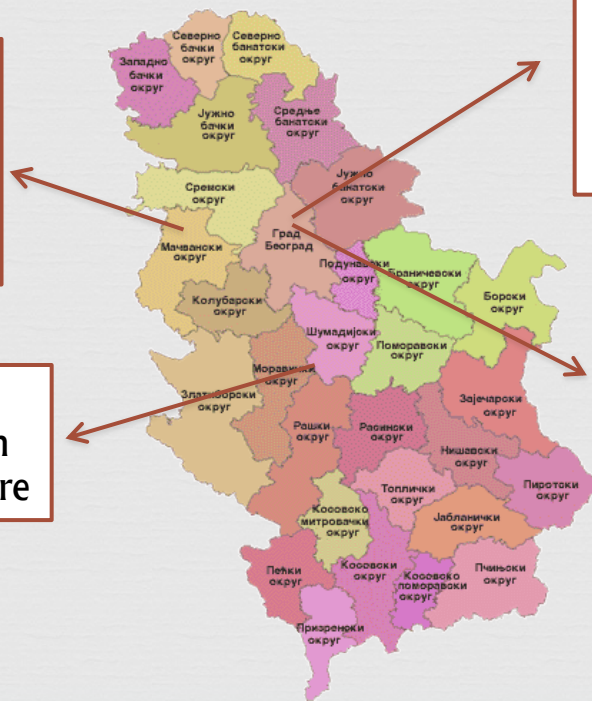 Северно
бачки
округ
Северно
банатски
округ
Западно
бачки
округ
Јужно
бачки
округ
Средње
банатски
округ
Сремски
округ
Јужно
банатски
округ
Мачвански
округ
Град
Београд
Подунавски
округ
Браничевски
округ
Борски
округ
Колубарски
округ
Шумадијски
округ
Поморавски
округ
Моравички
округ
Златиборски
округ
Зајечарски
округ
Рашки
округ
Расински
округ
Нишавски
округ
Пиротски
округ
Топлички
округ
Јабланички
округ
Косовско
митровачки
округ
Пећки
округ
Косовски
округ
Косовско
поморавски
округ
Пчињски
округ
Призренски
округ
re